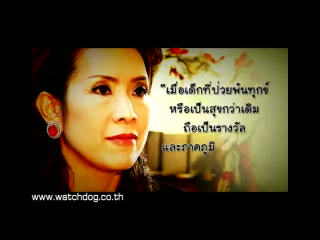 "เมื่อเด็กที่ป่วยพ้นทุกข์
หรือเป็นสุขกว่าเดิม
ถือเป็นรางวัล
และภาคภูมิ
www.watchdog.co.th